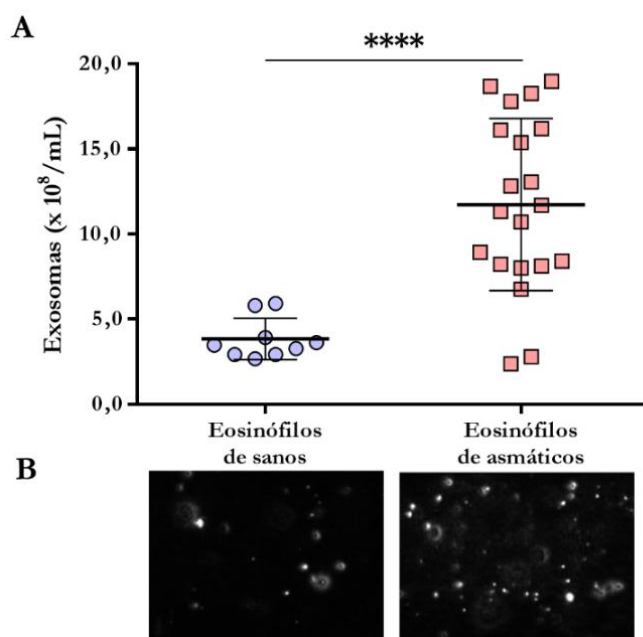 A
****
20,0
15,0
10,0
5,0
0,0
Exosomas (x 10⁸/mL)
Eosinófilos
de sanos
Eosinófilos
de asmáticos
B